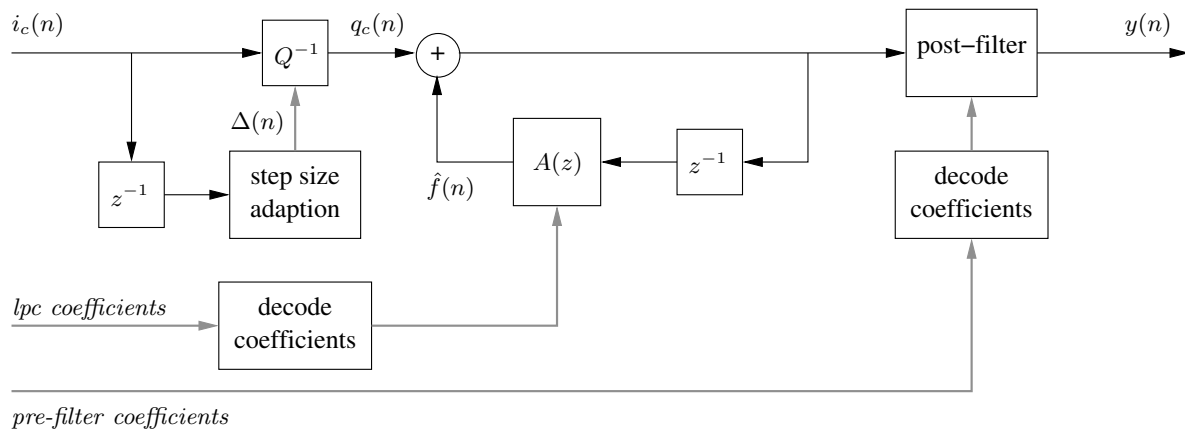 i_c(n)
q_c(n)
y(n)
Q^{-1}
+
post–filter
Δ(n)
z^{-1}
step size
adaption
f̂(n)
A(z)
z^{-1}
decode
coefficients
lpc coefficients
decode
coefficients
pre-filter coefficients